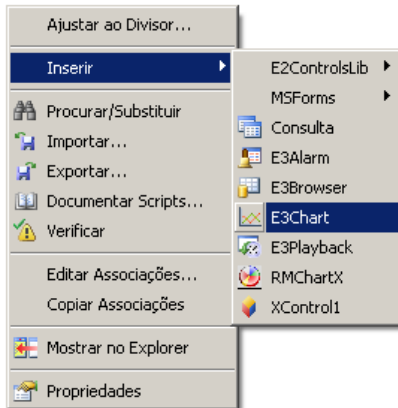 Ajustar ao Divisor...
Inserir
Procurar/Substituir
Importar...
Exportar...
Documentar Scripts...
Verificar
Editar Associações...
Copiar Associações
Mostrar no Explorer
Propriedades
E2ControlsLib
MSForms
Consulta
E3Alarm
E3Browser
E3Chart
E3Playback
RMChartX
XControl1